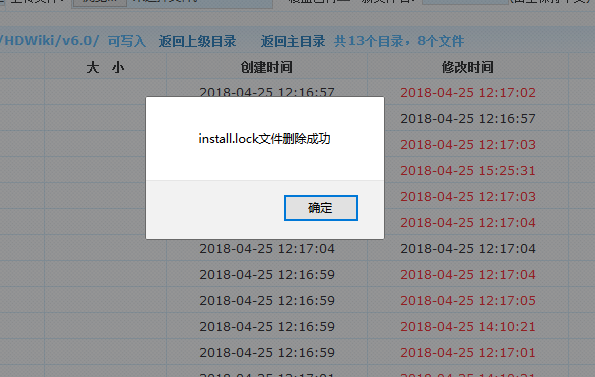 /HDWiki/v6.0/ 可写入 返回上级目录 返回主目录 共13个目录，8个文件
大 小 创建时间 修改时间
2018-04-25 12:16:57 2018-04-25 12:17:02
2018-04-25 12:16:57
2018-04-25 12:17:03
install.lock文件删除成功
2018-04-25 15:25:31
2018-04-25 12:17:03
确定
2018-04-25 12:17:04
2018-04-25 12:17:04 2018-04-25 12:17:04
2018-04-25 12:16:59 2018-04-25 12:17:04
2018-04-25 12:16:59 2018-04-25 12:17:05
2018-04-25 12:16:59 2018-04-25 14:10:21
2018-04-25 12:16:59 2018-04-25 12:17:01